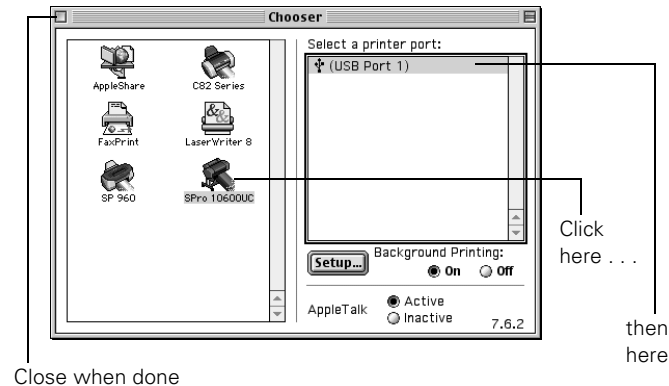 Chooser
Select a printer port:
(USB Port 1)
AppleShare
C82 Series
FaxPrint
LaserWriter 8
SP 960
SPro 10600UC
Setup...
Background Printing:
On
Off
AppleTalk
Active
Inactive
7.6.2
Click
here . . .
then
here
Close when done